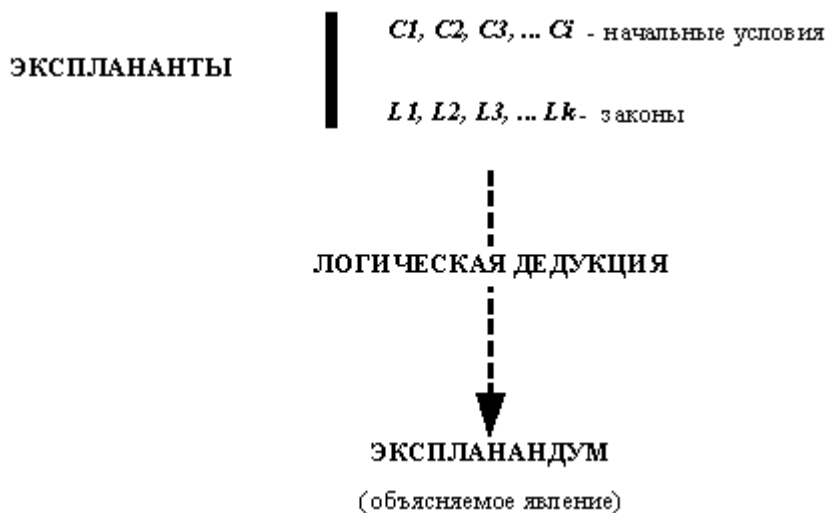 C1, C2, C3, ... Ci - начальные условия
ЭКСПЛАНАНТЫ
L1, L2, L3, ... Lk - законы
ЛОГИЧЕСКАЯ ДЕДУКЦИЯ
ЭКСПЛАНАНДУМ
(объясняемое явление)